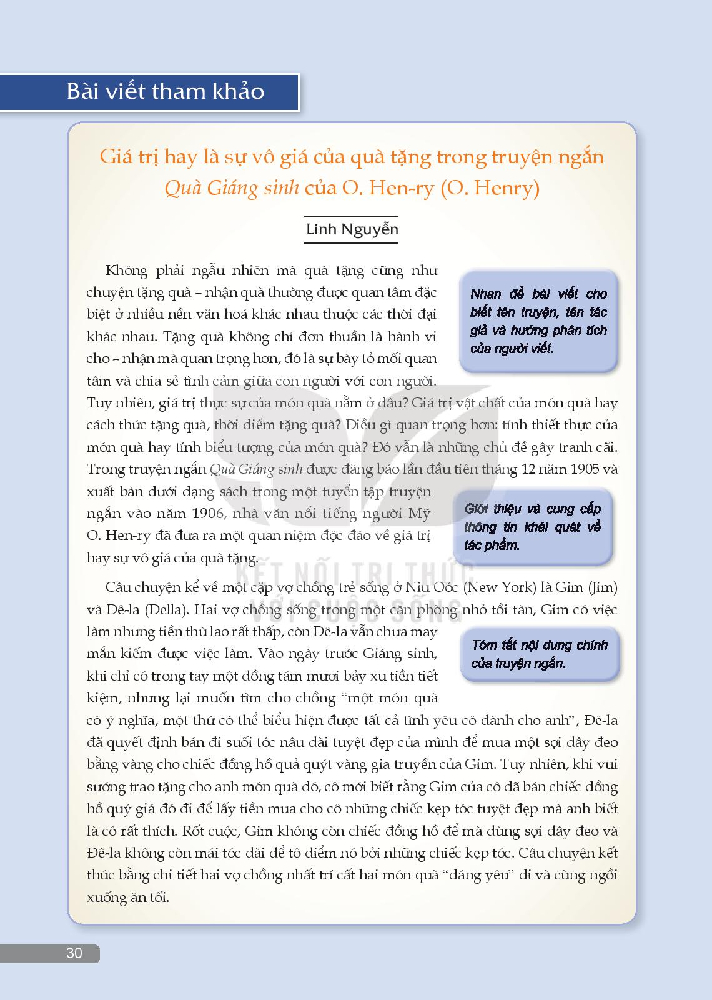 Bài viết tham khảo
Giá trị hay là sự vô giá của quà tặng trong truyện ngắn
Quà Giáng sinh của O. Hen-ry (O. Henry)
Linh Nguyễn
Không phải ngẫu nhiên mà quà tặng cũng như
chuyện tặng quà – nhận quà thường được quan tâm đặc
biệt ở nhiều nền văn hoá khác nhau thuộc các thời đại
khác nhau. Tặng quà không chỉ đơn thuần là hành vi
cho – nhận mà quan trọng hơn, đó là sự bày tỏ mối quan
tâm và chia sẻ tình cảm giữa con người với con người.
Nhan đề bài viết cho
biết tên truyện, tên tác
giả và hướng phân tích
của người viết.
Tuy nhiên, giá trị thực sự của món quà nằm ở đâu? Giá trị vật chất của món quà hay
cách thức tặng quà, thời điểm tặng quà? Điều gì quan trọng hơn: tính thiết thực của
món quà hay tính biểu tượng của món quà? Đó vẫn là những chủ đề gây tranh cãi.
Trong truyện ngắn Quà Giáng sinh được đăng báo lần đầu tiên tháng 12 năm 1905 và
xuất bản dưới dạng sách trong một tuyển tập truyện
ngắn vào năm 1906, nhà văn nổi tiếng người Mỹ
O. Hen-ry đã đưa ra một quan niệm độc đáo về giá trị
hay sự vô giá của quà tặng.
Giới thiệu và cung cấp
thông tin khái quát về
tác phẩm.
KẾT NỐI TRI THỨC
VỚI CUỘC SỐNG
Câu chuyện kể về một cặp vợ chồng trẻ sống ở Niu Oóc (New York) là Gim (Jim)
và Đê-la (Della). Hai vợ chồng sống trong một căn phòng nhỏ tồi tàn, Gim có việc
làm nhưng tiền thù lao rất thấp, còn Đê-la vẫn chưa may
mắn kiếm được việc làm. Vào ngày trước Giáng sinh,
khi chỉ có trong tay một đồng tám mươi bảy xu tiền tiết
kiệm, nhưng lại muốn tìm cho chồng “một món quà
Tóm tắt nội dung chính
của truyện ngắn.
có ý nghĩa, một thứ có thể biểu hiện được tất cả tình yêu cô dành cho anh”, Đê-la
đã quyết định bán đi suối tóc nâu dài tuyệt đẹp của mình để mua một sợi dây đeo
bằng vàng cho chiếc đồng hồ quả quýt vàng gia truyền của Gim. Tuy nhiên, khi vui
sướng trao tặng cho anh món quà đó, cô mới biết rằng Gim của cô đã bán chiếc đồng
hồ quý giá đó đi để lấy tiền mua cho cô những chiếc kẹp tóc tuyệt đẹp mà anh biết
là cô rất thích. Rốt cuộc, Gim không còn chiếc đồng hồ để mà dùng sợi dây đeo và
Đê-la không còn mái tóc dài để tô điểm nó bởi những chiếc kẹp tóc. Câu chuyện kết
thúc bằng chi tiết hai vợ chồng nhất trí cất hai món quà “đáng yêu” đi và cùng ngồi
xuống ăn tối.
30